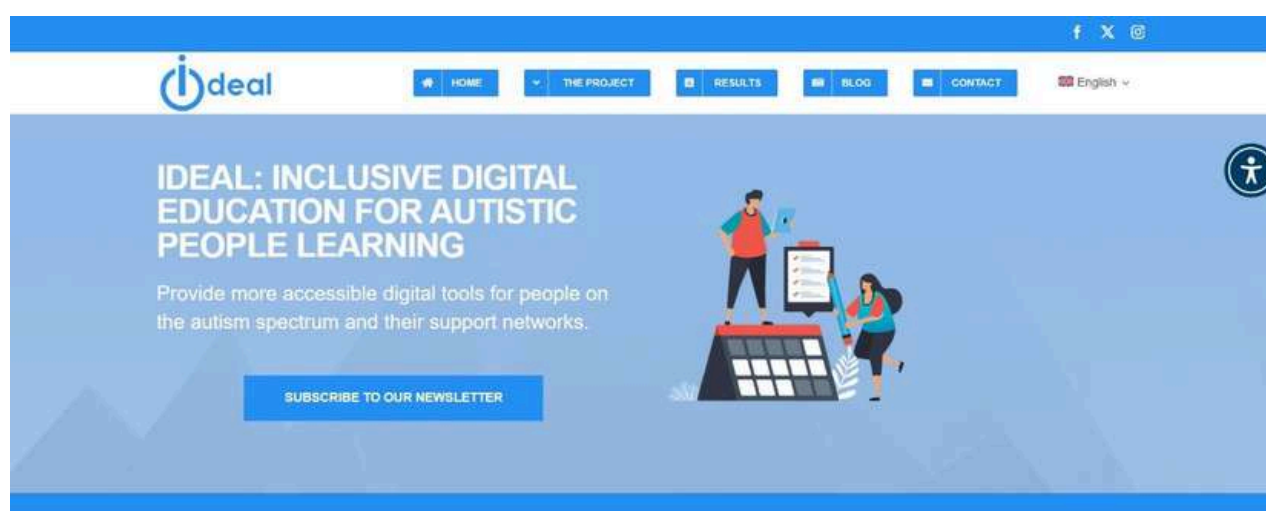 ideal
HOME
THE PROJECT
RESULTS
BLOG
CONTACT
English
IDEAL: INCLUSIVE DIGITAL
EDUCATION FOR AUTISTIC
PEOPLE LEARNING
Provide more accessible digital tools for people on
the autism spectrum and their support networks.
SUBSCRIBE TO OUR NEWSLETTER